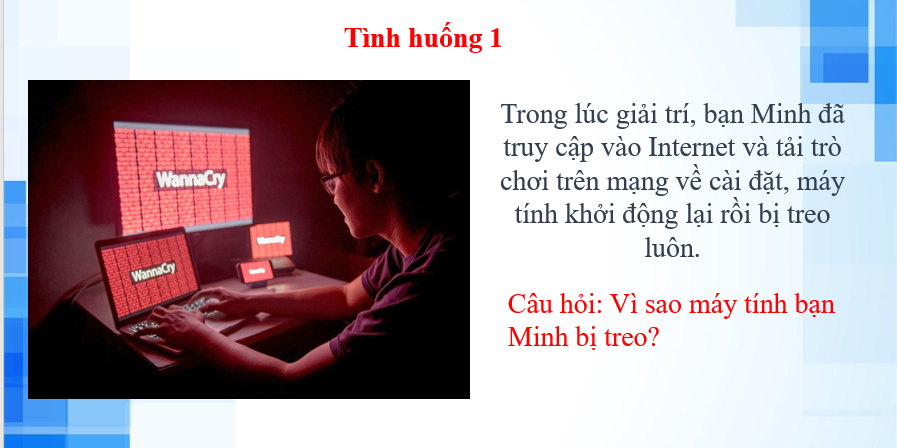 Tình huống 1
WannaCry
WannaCry
WannaCry
WannaCry
Trong lúc giải trí, bạn Minh đã
truy cập vào Internet và tải trò
chơi trên mạng về cài đặt, máy
tính khởi động lại rồi bị treo
luôn.
Câu hỏi: Vì sao máy tính bạn
Minh bị treo?